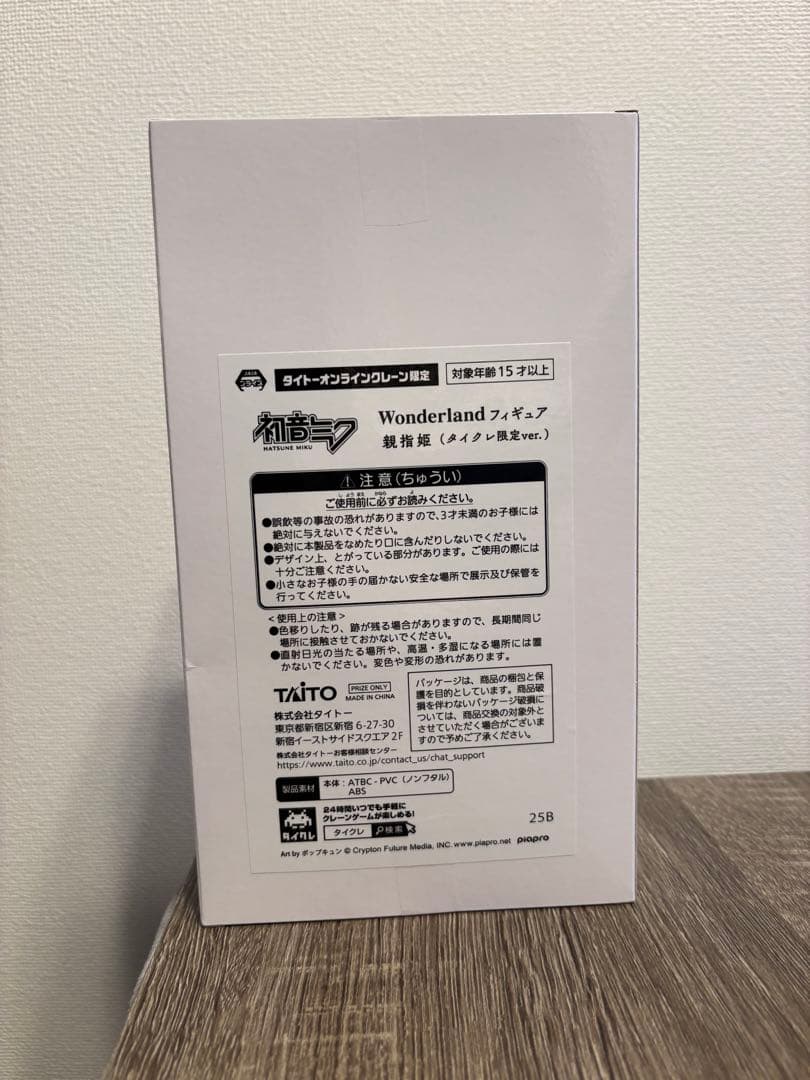 プライズ
タイトーオンラインクレーン限定
対象年齢15才以上
初音ミク
HATSUNE MIKU
Wonderland フィギュア
親指姫(タイクレ限定ver.)
注意(ちゅうい)
ご使用前に必ずお読みください。
●誤飲等の事故の恐れがありますので、3才未満のお子様には
絶対に与えないでください。
●絶対に本製品をなめたり口に含んだりしないでください。
●デザイン上、とがっている部分があります。ご使用の際には
十分ご注意ください。
●小さなお子様の手の届かない安全な場所で展示及び保管を
行ってください。
<使用上の注意>
●色移りしたり、跡が残る場合がありますので、長期間同じ
場所に接触させておかないでください。
●直射日光の当たる場所や、高温・多湿になる場所には置
かないでください。変色や変形の恐れがあります。
TAITO
PRIZE ONLY
MADE IN CHINA
株式会社タイトー
東京都新宿区新宿 6-27-30
新宿イーストサイドスクエア 2F
株式会社タイトーお客様相談センター
https://www.taito.co.jp/contact_us/chat_support
パッケージは、商品の梱包と保
護を目的としています。商品破
損を伴わないパッケージ破損に
ついては、商品交換の対象外と
させていただく場合がございま
すので予めご了承ください。
製品素材
本体:ATBC-PVC(ノンフタル)
ABS
タイクレ
24時間いつでも手軽に
クレーンゲームが楽しめる!
タイクレ 検索
25B
Art by ポップキュン © Crypton Future Media, INC. www.piapro.net piapro